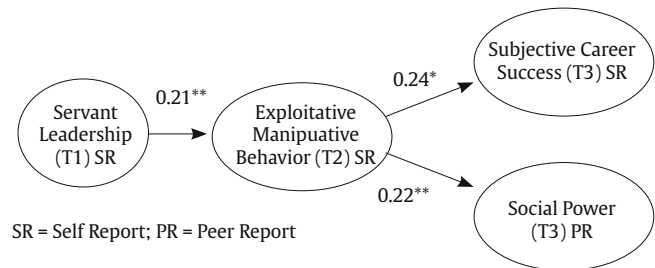 Subjective Career
Success (T3) SR
0.24*
0.21**
Servant
Leadership
(T1) SR
Exploitative
Manipuative
Behavior (T2) SR
0.22**
Social Power
(T3) PR
SR = Self Report; PR = Peer Report